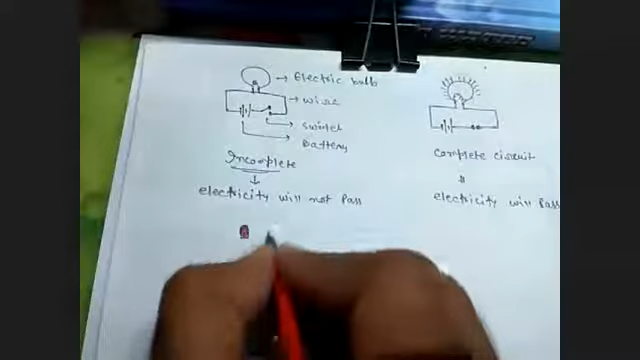 Electric bulb
wire
Switch
Battery
Incomplete
electricity will not Pass
Complete circuit
electricity will Pass